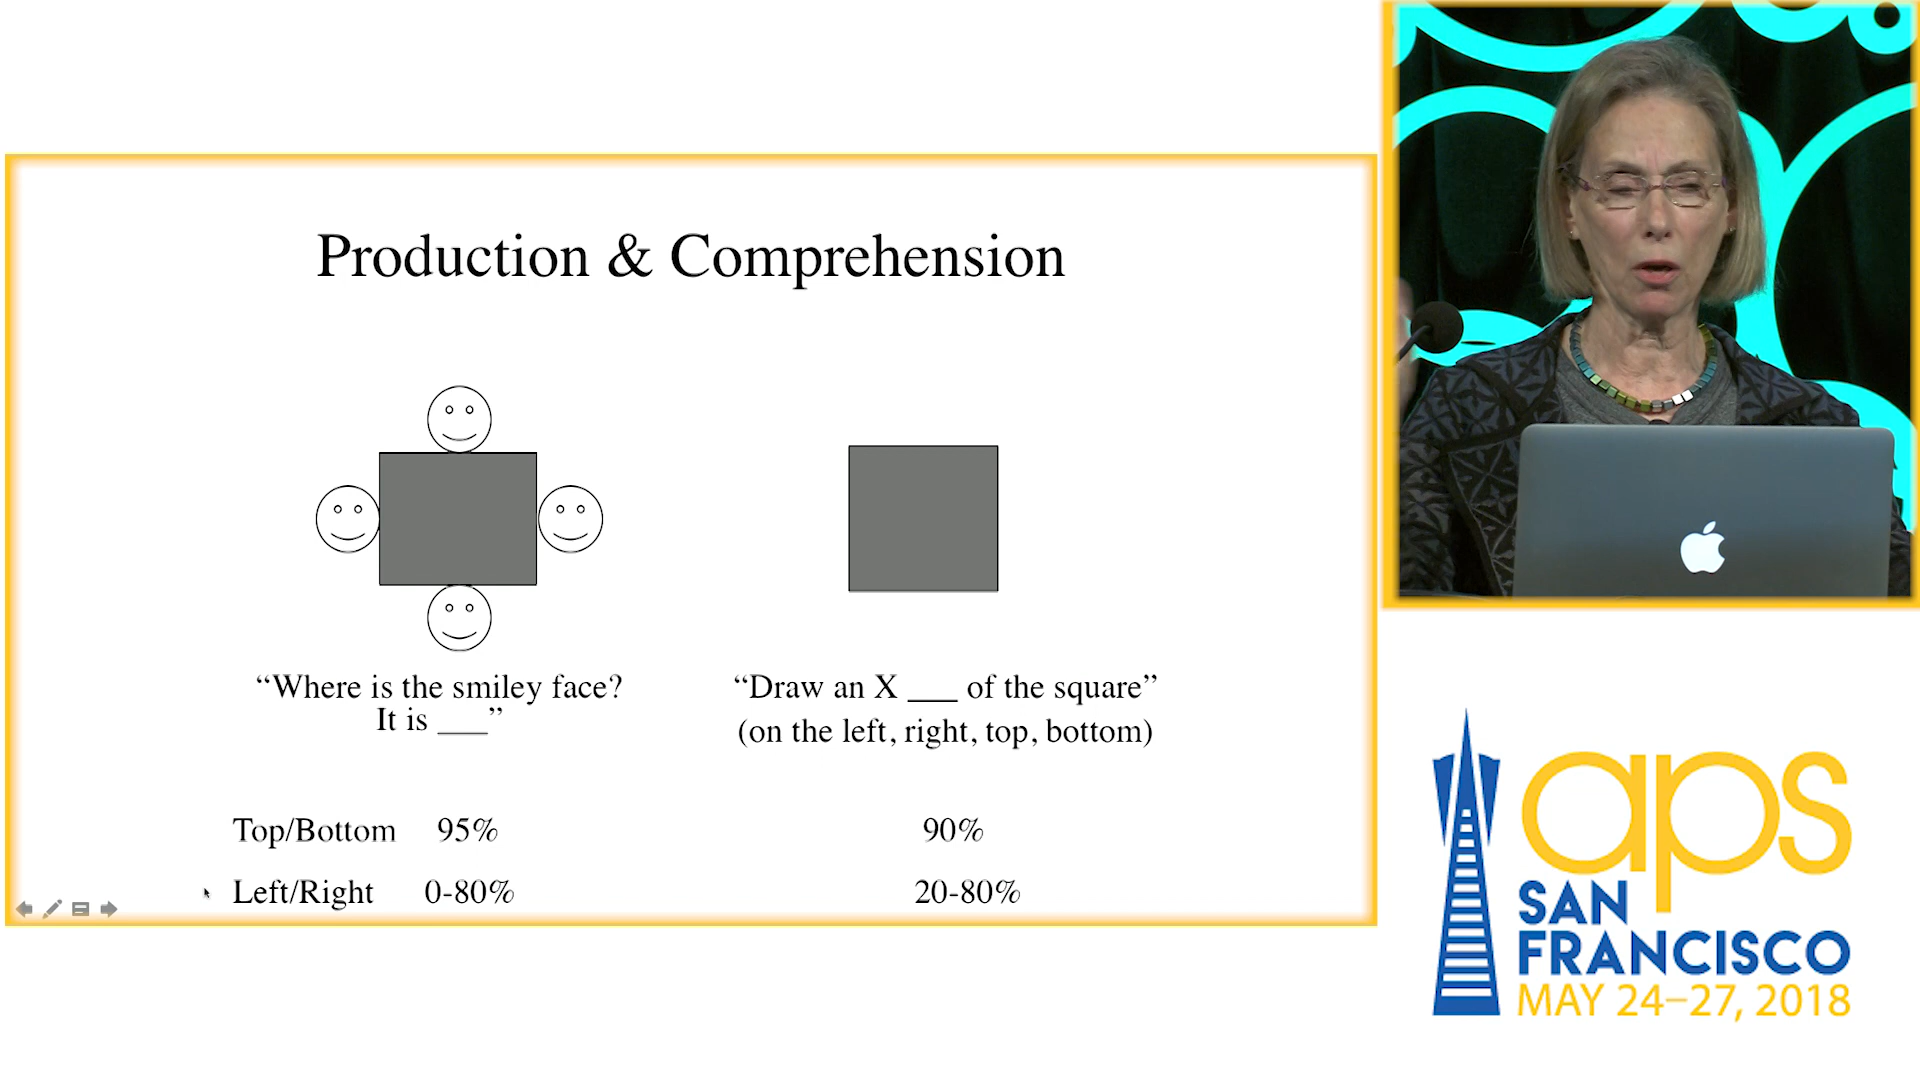 Production & Comprehension
“Where is the smiley face?
It is ___”
“Draw an X ___ of the square”
(on the left, right, top, bottom)
Top/Bottom 95% 90%
Left/Right 0-80% 20-80%
aps
SAN
FRANCISCO
MAY 24–27, 2018